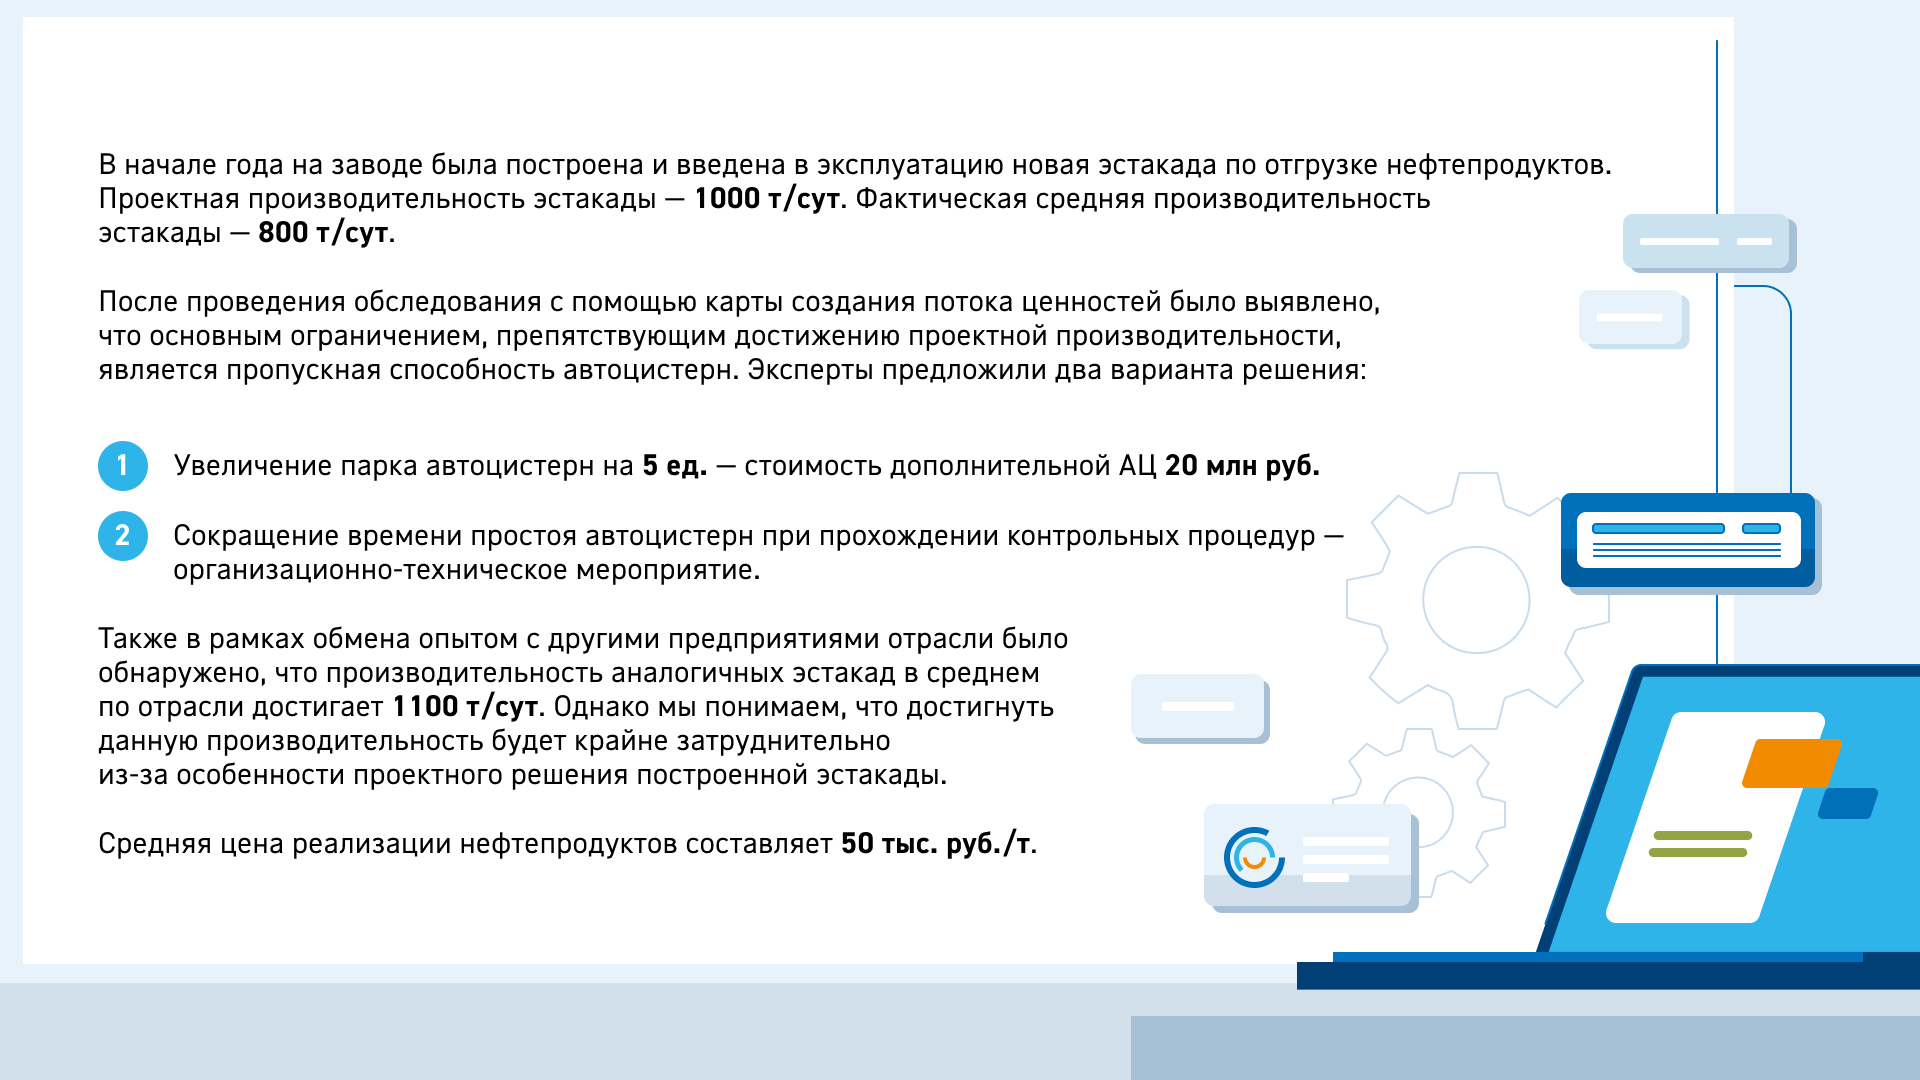 В начале года на заводе была построена и введена в эксплуатацию новая эстакада по отгрузке нефтепродуктов.
Проектная производительность эстакады — 1000 т/сут. Фактическая средняя производительность
эстакады — 800 т/сут.
После проведения обследования с помощью карты создания потока ценностей было выявлено,
что основным ограничением, препятствующим достижению проектной производительности,
является пропускная способность автоцистерн. Эксперты предложили два варианта решения:
1 Увеличение парка автоцистерн на 5 ед. — стоимость дополнительной АЦ 20 млн руб.
2 Сокращение времени простоя автоцистерн при прохождении контрольных процедур —
организационно-техническое мероприятие.
Также в рамках обмена опытом с другими предприятиями отрасли было
обнаружено, что производительность аналогичных эстакад в среднем
по отрасли достигает 1100 т/сут. Однако мы понимаем, что достигнуть
данную производительность будет крайне затруднительно
из-за особенности проектного решения построенной эстакады.
Средняя цена реализации нефтепродуктов составляет 50 тыс. руб./т.